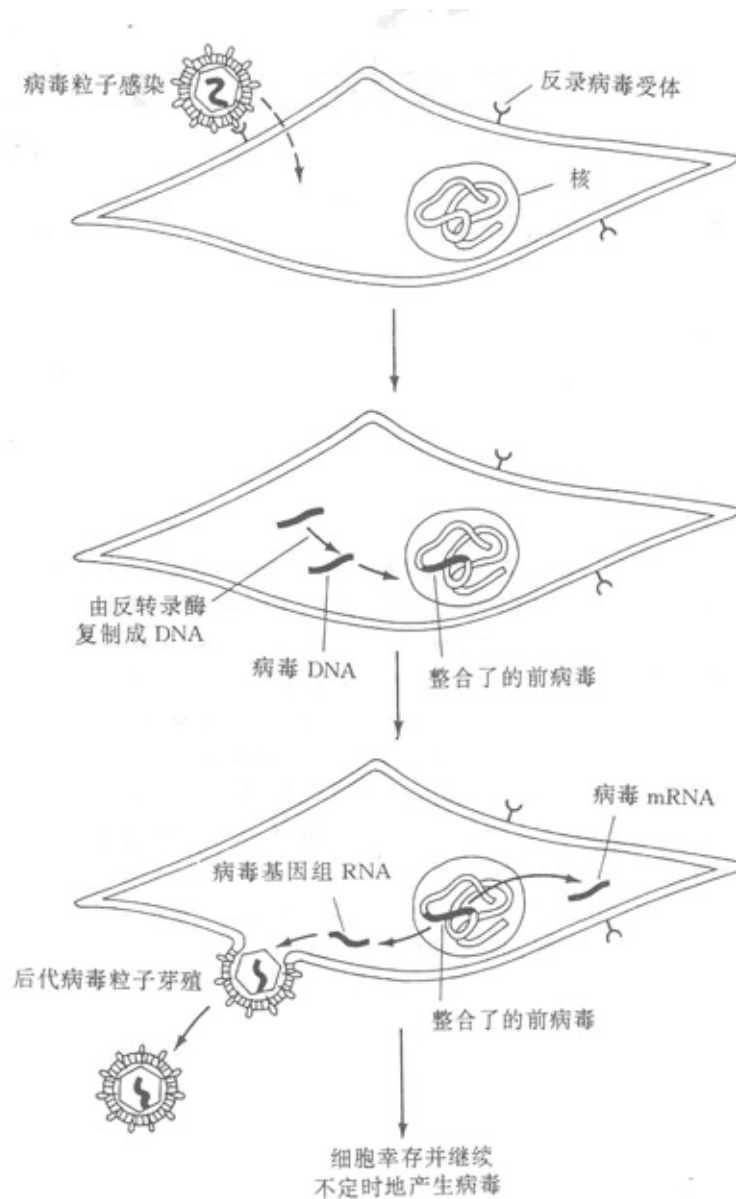 病毒粒子感染
反录病毒受体
核
由反转录酶
复制成 DNA
病毒 DNA
整合了的前病毒
病毒 mRNA
病毒基因组 RNA
后代病毒粒子芽殖
整合了的前病毒
细胞幸存并继续
不定时地产生病毒